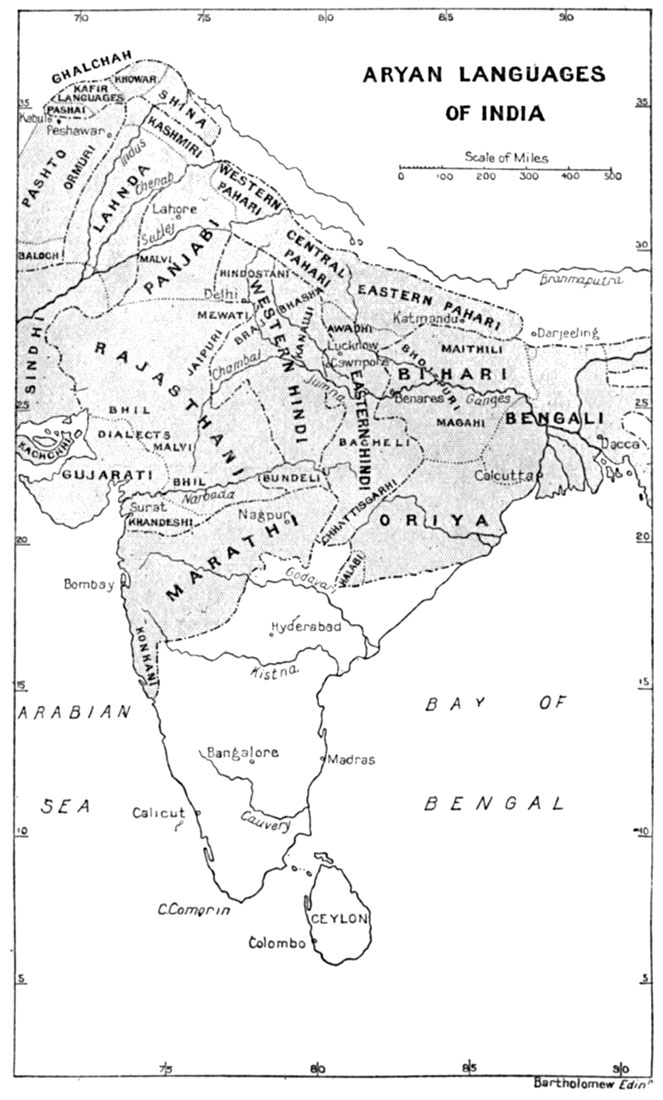 70
75
80
85
90
ARYAN LANGUAGES
OF INDIA
Scale of Miles
0 100 200 300 400 500
GHALCHAH
KHOWAR
KAFIR
LANGUAGES
PASHAI
SHINA
35
35
Kabul
Peshawar
KASHMIRI
PASHTO
ORMURI
Indus
LAHNDA
Chenab
WESTERN
PAHARI
Lahore
Sutlej
PANJABI
CENTRAL
PAHARI
30
BALOCH
MALVI
HINDOSTANI
EASTERN PAHARI
Brahmaputra
Delhi
WESTERN HINDI
BRAJ BHASHA
KANAUJI
Katmandu
MEWATI
AWADHI
Darjeeling
SINDHI
RAJASTHANI
JAIPURI
Lucknow
MAITHILI
Chambal
Cawnpore
BHOJPURI
BIHARI
Jumna
EASTERN HINDI
Benares
Ganges
25
25
BHIL
MAGAHI
BENGALI
KACHCHHI
DIALECTS
MALVI
BAGHELI
Dacca
GUJARATI
BHIL
BUNDELI
Calcutta
Narbada
CHHATTISGARHI
Surat
KHANDESHI
Nagpur
ORIYA
20
20
MARATHI
Bombay
Godavari
HALABI
Hyderabad
KONKANI
Kistna
15
15
ARABIAN
BAY OF
Bangalore
Madras
SEA
Calicut
Cauvery
BENGAL
10
10
C.Comorin
CEYLON
Colombo
5
5
75
80
85
90
Bartholomew Edinr